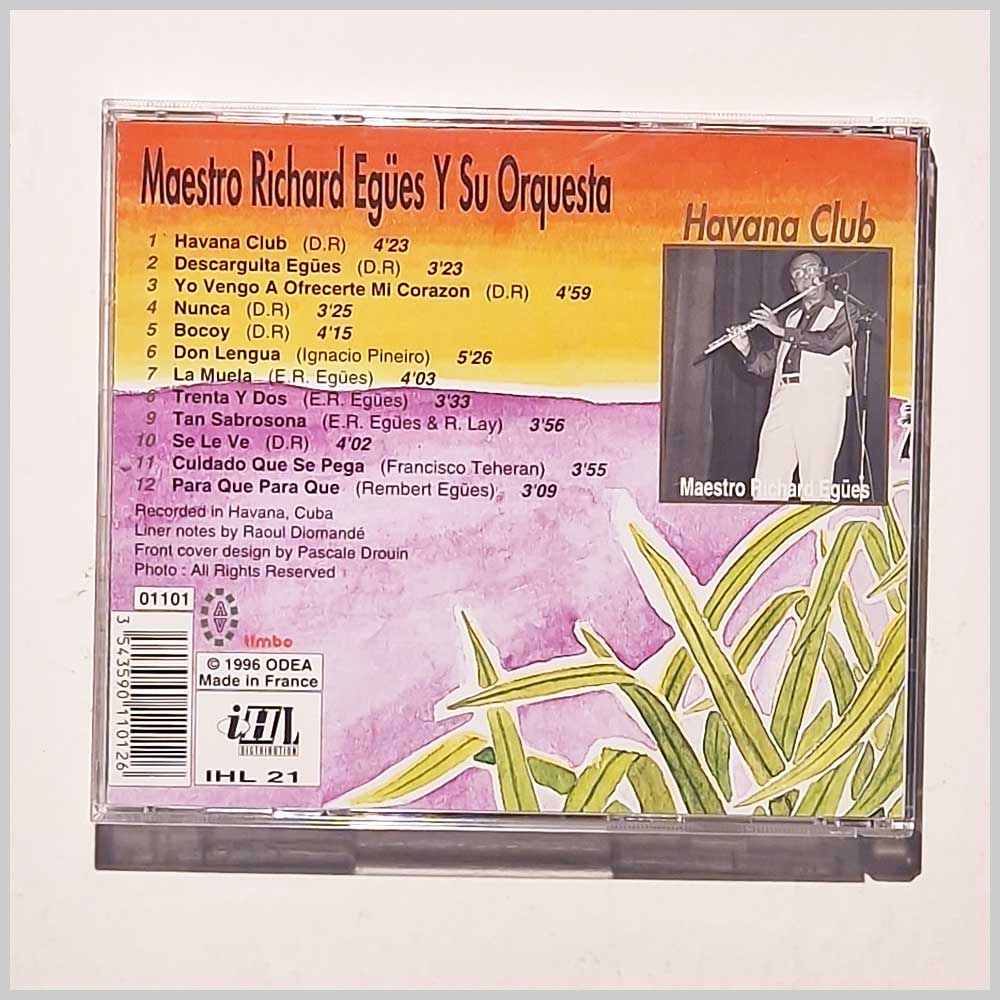 Maestro Richard Egües Y Su Orquesta
1 Havana Club (D.R) 4'23
2 Descarguita Egües (D.R) 3'23
3 Yo Vengo A Ofrecerte Mi Corazon (D.R) 4'59
4 Nunca (D.R) 3'25
5 Bocoy (D.R) 4'15
6 Don Lengua (Ignacio Pineiro) 5'26
7 La Muela (E.R. Egües) 4'03
8 Trenta Y Dos (E.R. Egües) 3'33
9 Tan Sabrosona (E.R. Egües & R. Lay) 3'56
10 Se Le Ve (D.R) 4'02
11 Cuidado Que Se Pega (Francisco Teheran) 3'55
12 Para Que Para Que (Rembert Egües) 3'09
Recorded in Havana, Cuba
Liner notes by Raoul Diomandé
Front cover design by Pascale Drouin
Photo : All Rights Reserved
Havana Club
Maestro Richard Egües
01101
AV
timbo
3 543590 110126
© 1996 ODEA
Made in France
iHL
DISTRIBUTION
IHL 21